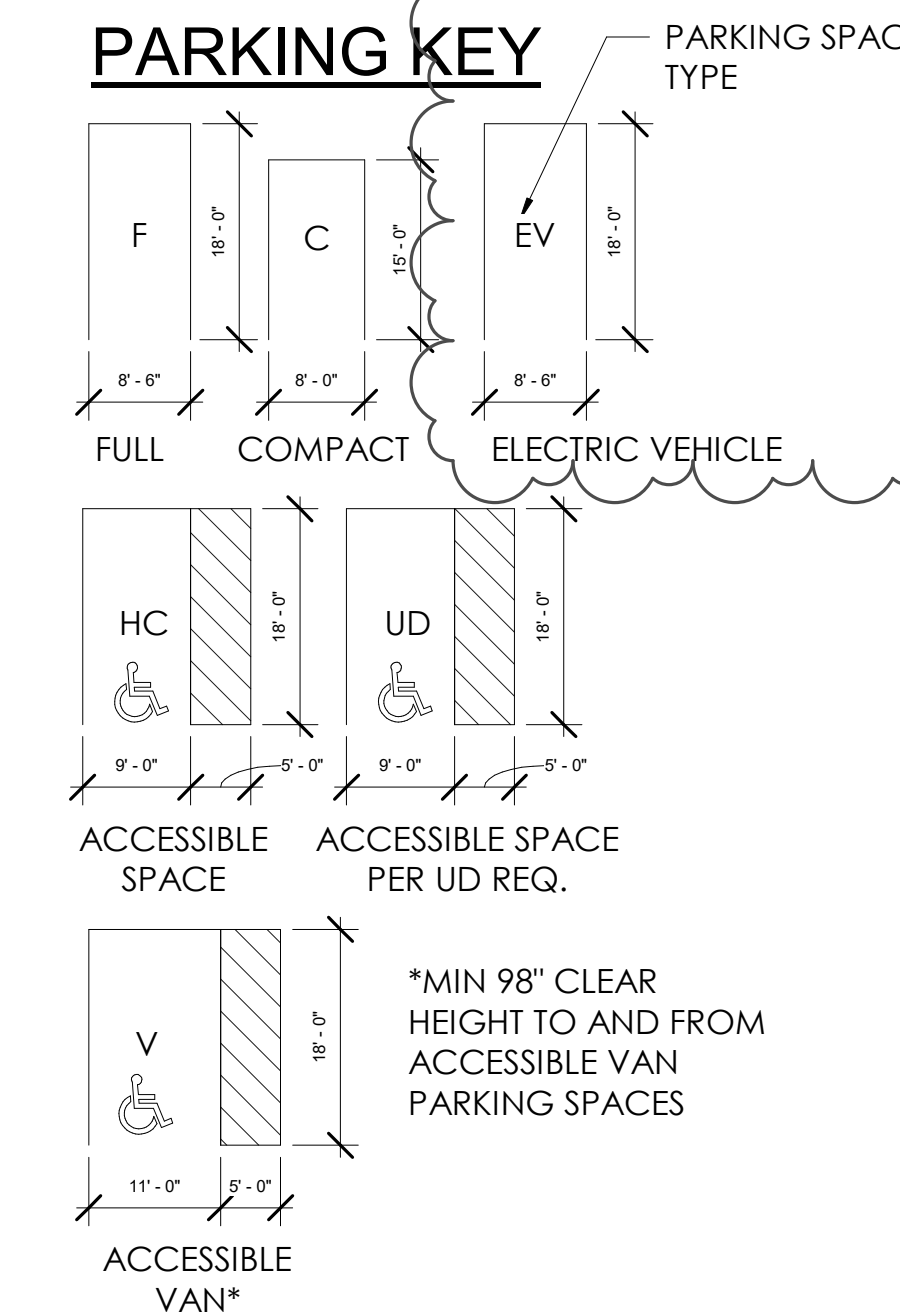 PARKING KEY
PARKING SPAC
TYPE
F
18' - 0"
C
15' - 0"
EV
18' - 0"
8' - 6"
8' - 0"
8' - 6"
FULL
COMPACT
ELECTRIC VEHICLE
HC
18' - 0"
UD
18' - 0"
9' - 0"
5' - 0"
9' - 0"
5' - 0"
ACCESSIBLE
SPACE
ACCESSIBLE SPACE
PER UD REQ.
V
18' - 0"
*MIN 98" CLEAR
HEIGHT TO AND FROM
ACCESSIBLE VAN
PARKING SPACES
11' - 0"
5' - 0"
ACCESSIBLE
VAN*